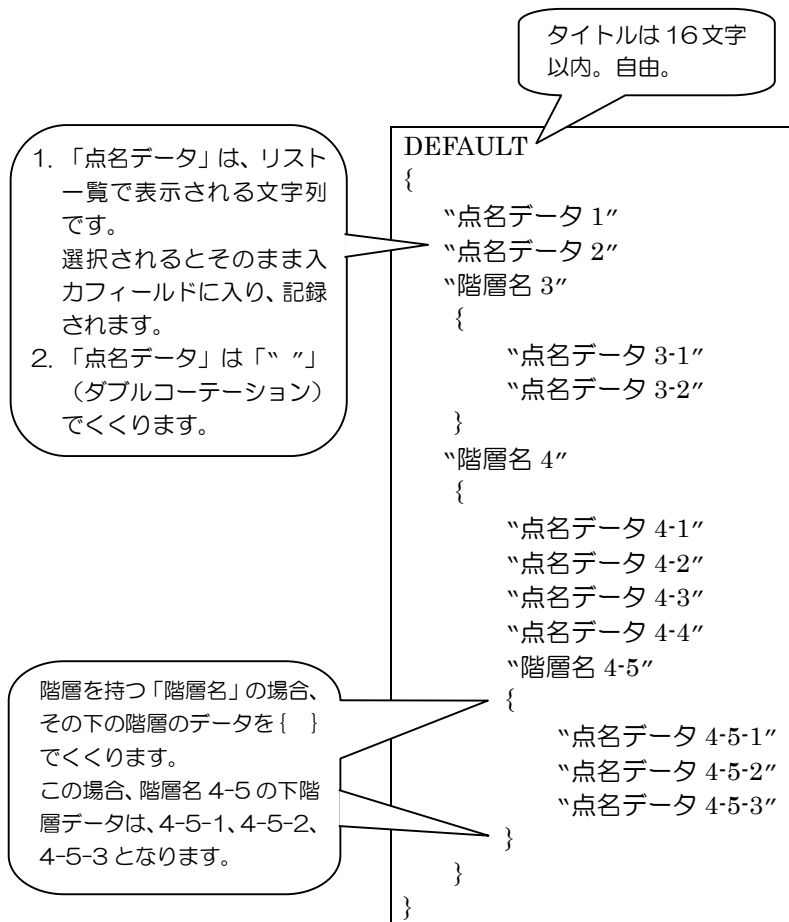 タイトルは16文字
以内。自由。
1. 「点名データ」は、リスト
一覧で表示される文字列
です。
選択されるとそのまま入
力フィールドに入り、記録
されます。
2. 「点名データ」は「“ ”」
（ダブルコーテーション）
でくくります。
DEFAULT
{
“点名データ 1”
“点名データ 2”
“階層名 3”
{
“点名データ 3-1”
“点名データ 3-2”
}
“階層名 4”
{
“点名データ 4-1”
“点名データ 4-2”
“点名データ 4-3”
“点名データ 4-4”
“階層名 4-5”
{
“点名データ 4-5-1”
“点名データ 4-5-2”
“点名データ 4-5-3”
}
}
}
階層を持つ「階層名」の場合、
その下の階層のデータを{ }
でくくります。
この場合、階層名 4-5 の下階
層データは、4-5-1、4-5-2、
4-5-3 となります。